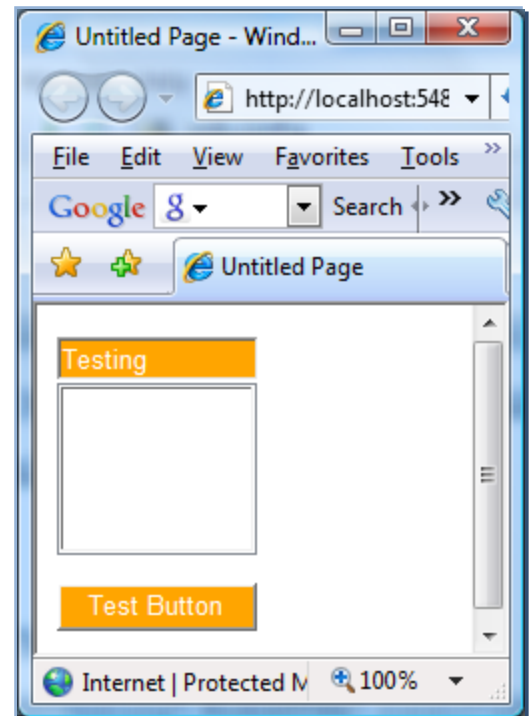 Untitled Page - Wind...
http://localhost:548
File Edit View Favorites Tools »
Google g Search »
Untitled Page
Testing
Test Button
Internet | Protected M 100%